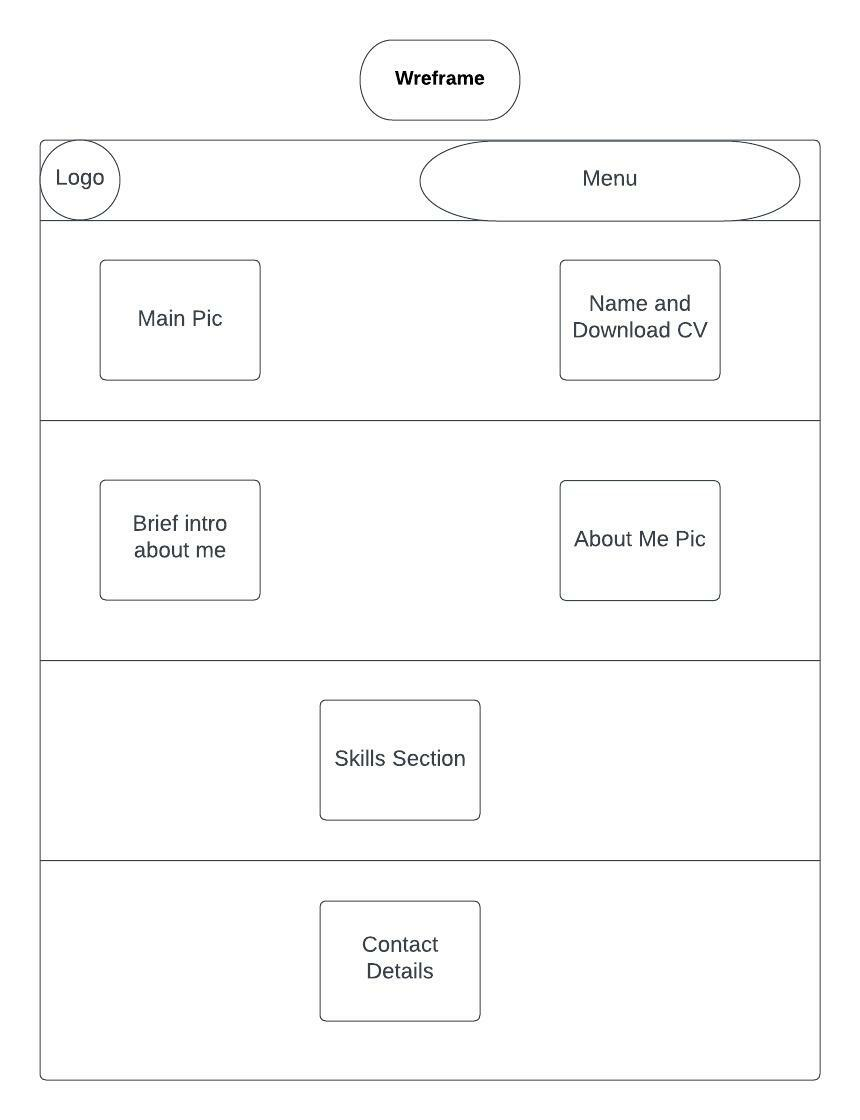 Wreframe
Logo
Menu
Main Pic
Name and
Download CV
Brief intro
about me
About Me Pic
Skills Section
Contact
Details